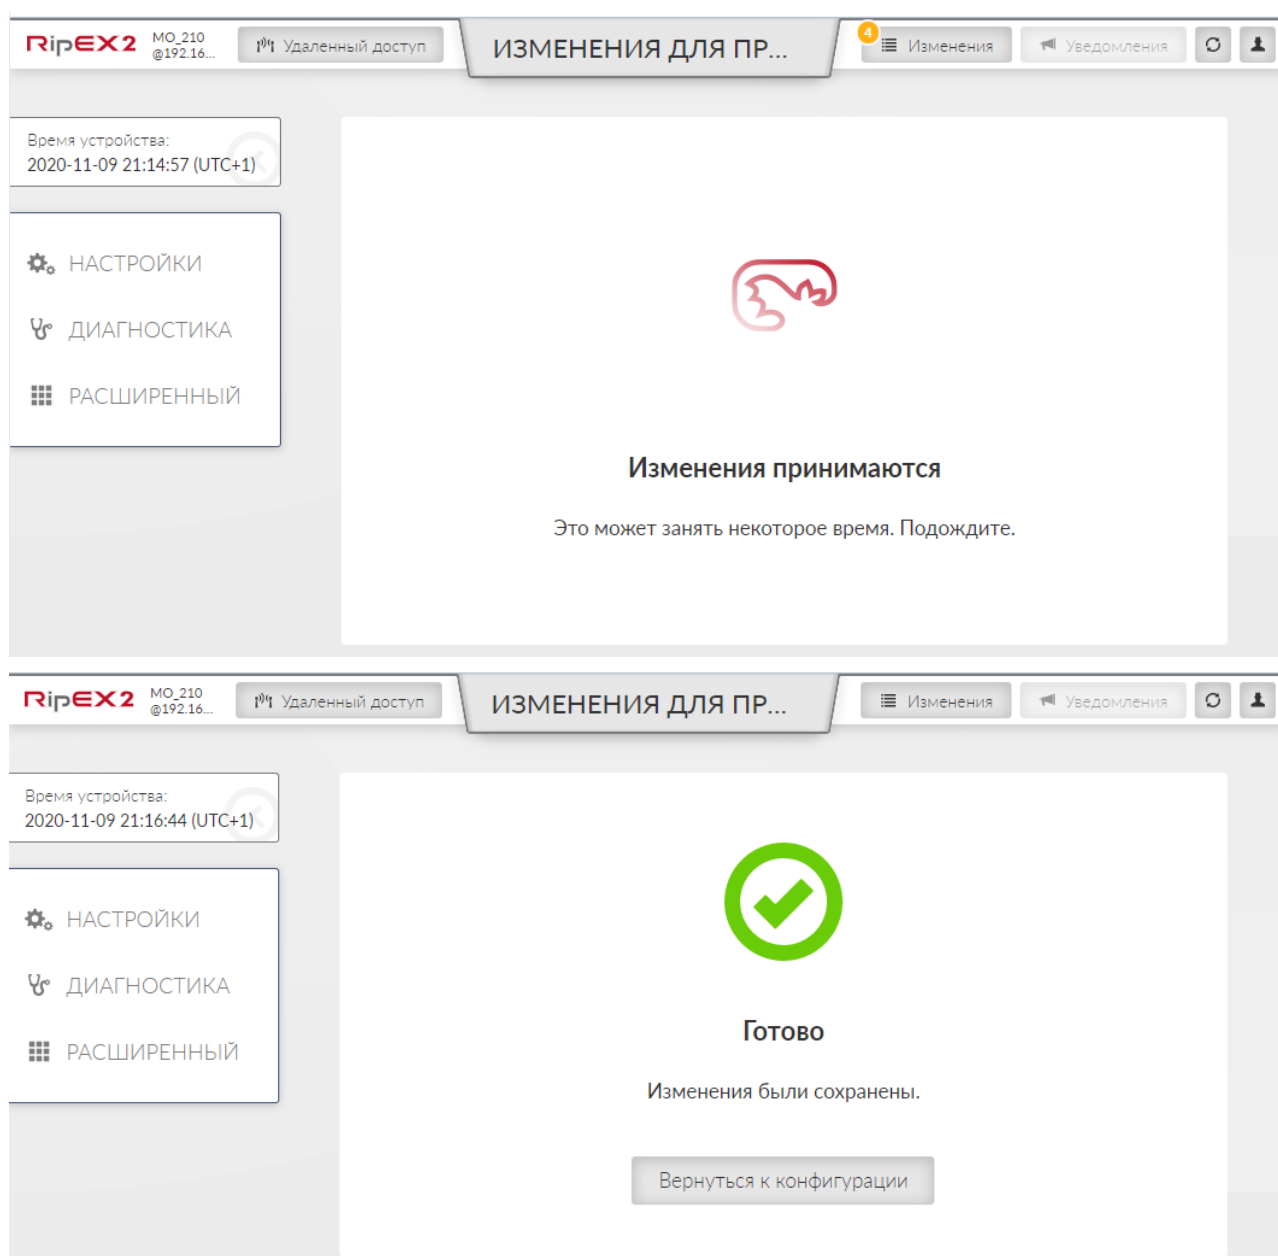 RipEX2
MO_210
@192.16...
Удаленный доступ
ИЗМЕНЕНИЯ ДЛЯ ПР...
4
Изменения
Уведомления
Время устройства:
2020-11-09 21:14:57 (UTC+1)
НАСТРОЙКИ
ДИАГНОСТИКА
РАСШИРЕННЫЙ
Изменения принимаются
Это может занять некоторое время. Подождите.
RipEX2
MO_210
@192.16...
Удаленный доступ
ИЗМЕНЕНИЯ ДЛЯ ПР...
Изменения
Уведомления
Время устройства:
2020-11-09 21:16:44 (UTC+1)
НАСТРОЙКИ
ДИАГНОСТИКА
РАСШИРЕННЫЙ
Готово
Изменения были сохранены.
Вернуться к конфигурации